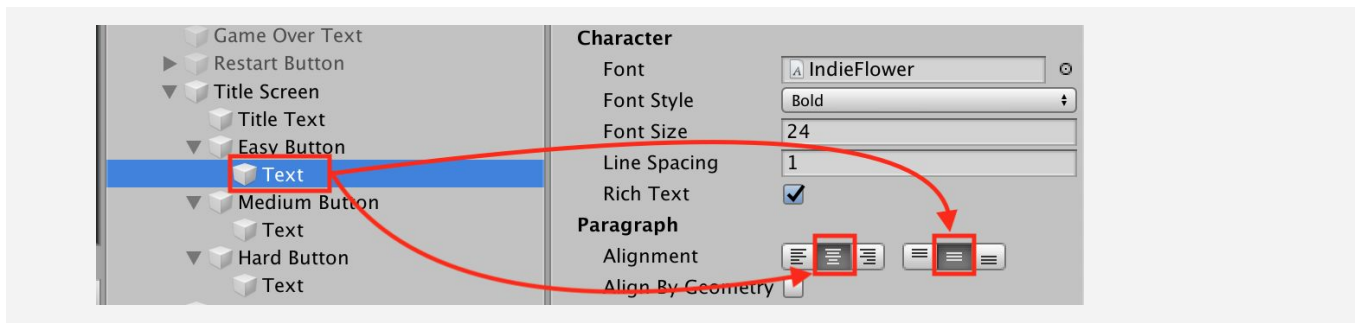 Game Over Text
Restart Button
Title Screen
Title Text
Easy Button
Text
Medium Button
Text
Hard Button
Text
Character
Font IndieFlower
Font Style Bold
Font Size 24
Line Spacing 1
Rich Text
Paragraph
Alignment
Align By Geometry